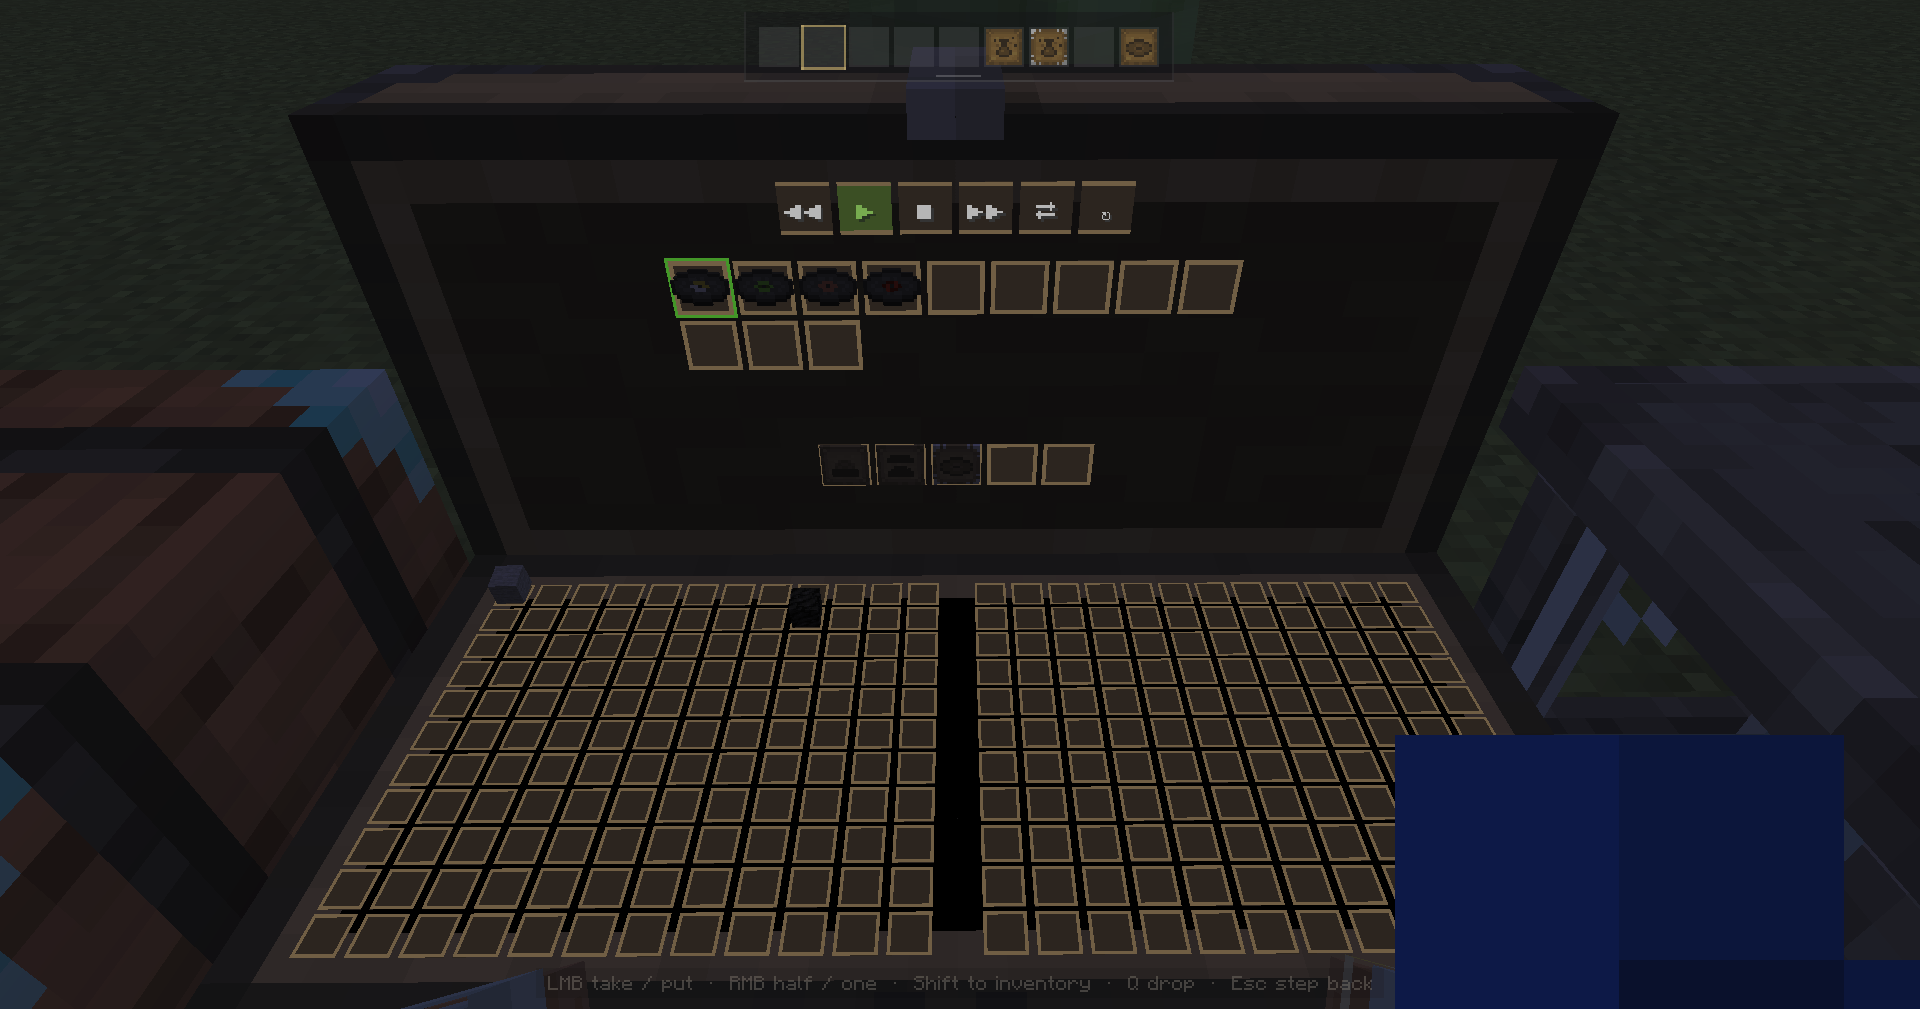 LMB take / put · RMB half / one · Shift to inventory · Q drop · Esc step back